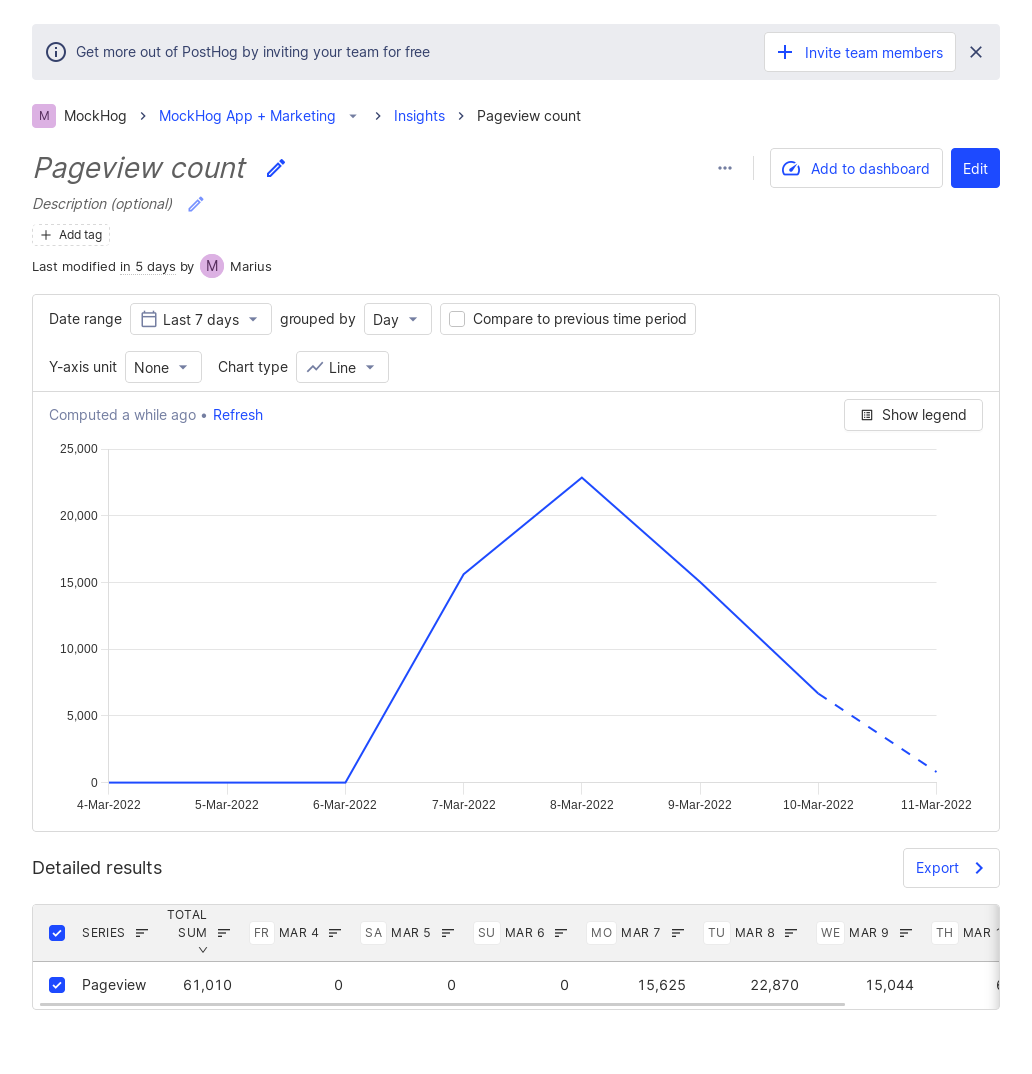 Get more out of PostHog by inviting your team for free
Invite team members
M MockHog MockHog App + Marketing Insights Pageview count
Pageview count
Add to dashboard Edit
Description (optional)
Add tag
Last modified in 5 days by M Marius
Date range Last 7 days grouped by Day Compare to previous time period
Y-axis unit None Chart type Line
Computed a while ago • Refresh
Show legend
25,000
20,000
15,000
10,000
5,000
0
4-Mar-2022 5-Mar-2022 6-Mar-2022 7-Mar-2022 8-Mar-2022 9-Mar-2022 10-Mar-2022 11-Mar-2022
Detailed results
Export
SERIES TOTAL SUM FR MAR 4 SA MAR 5 SU MAR 6 MO MAR 7 TU MAR 8 WE MAR 9 TH MAR
Pageview 61,010 0 0 0 15,625 22,870 15,044